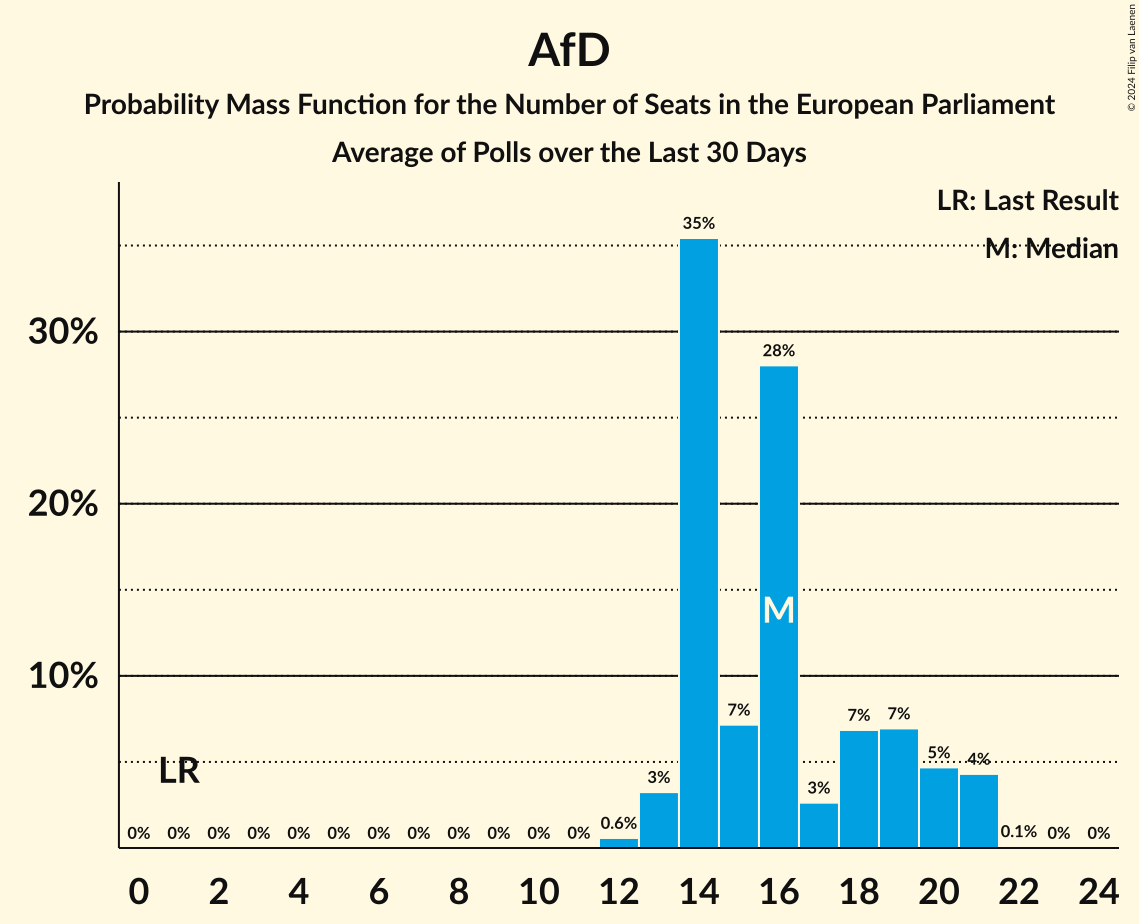 AfD
Probability Mass Function for the Number of Seats in the European Parliament
Average of Polls over the Last 30 Days
© 2024 Filip van Laenen
LR: Last Result
M: Median
30%
20%
10%
35%
28%
M
7%
7%
7%
5%
4%
3%
3%
LR
0% 0% 0% 0% 0% 0% 0% 0% 0% 0% 0% 0% 0.6% 0.1% 0% 0%
0 2 4 6 8 10 12 14 16 18 20 22 24